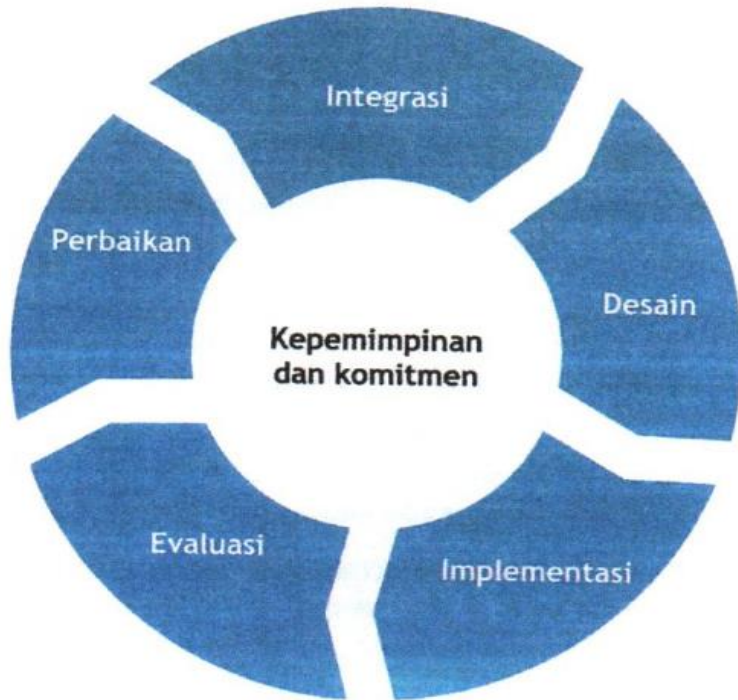 Integrasi
Desain
Implementasi
Evaluasi
Perbaikan
Kepemimpinan
dan komitmen